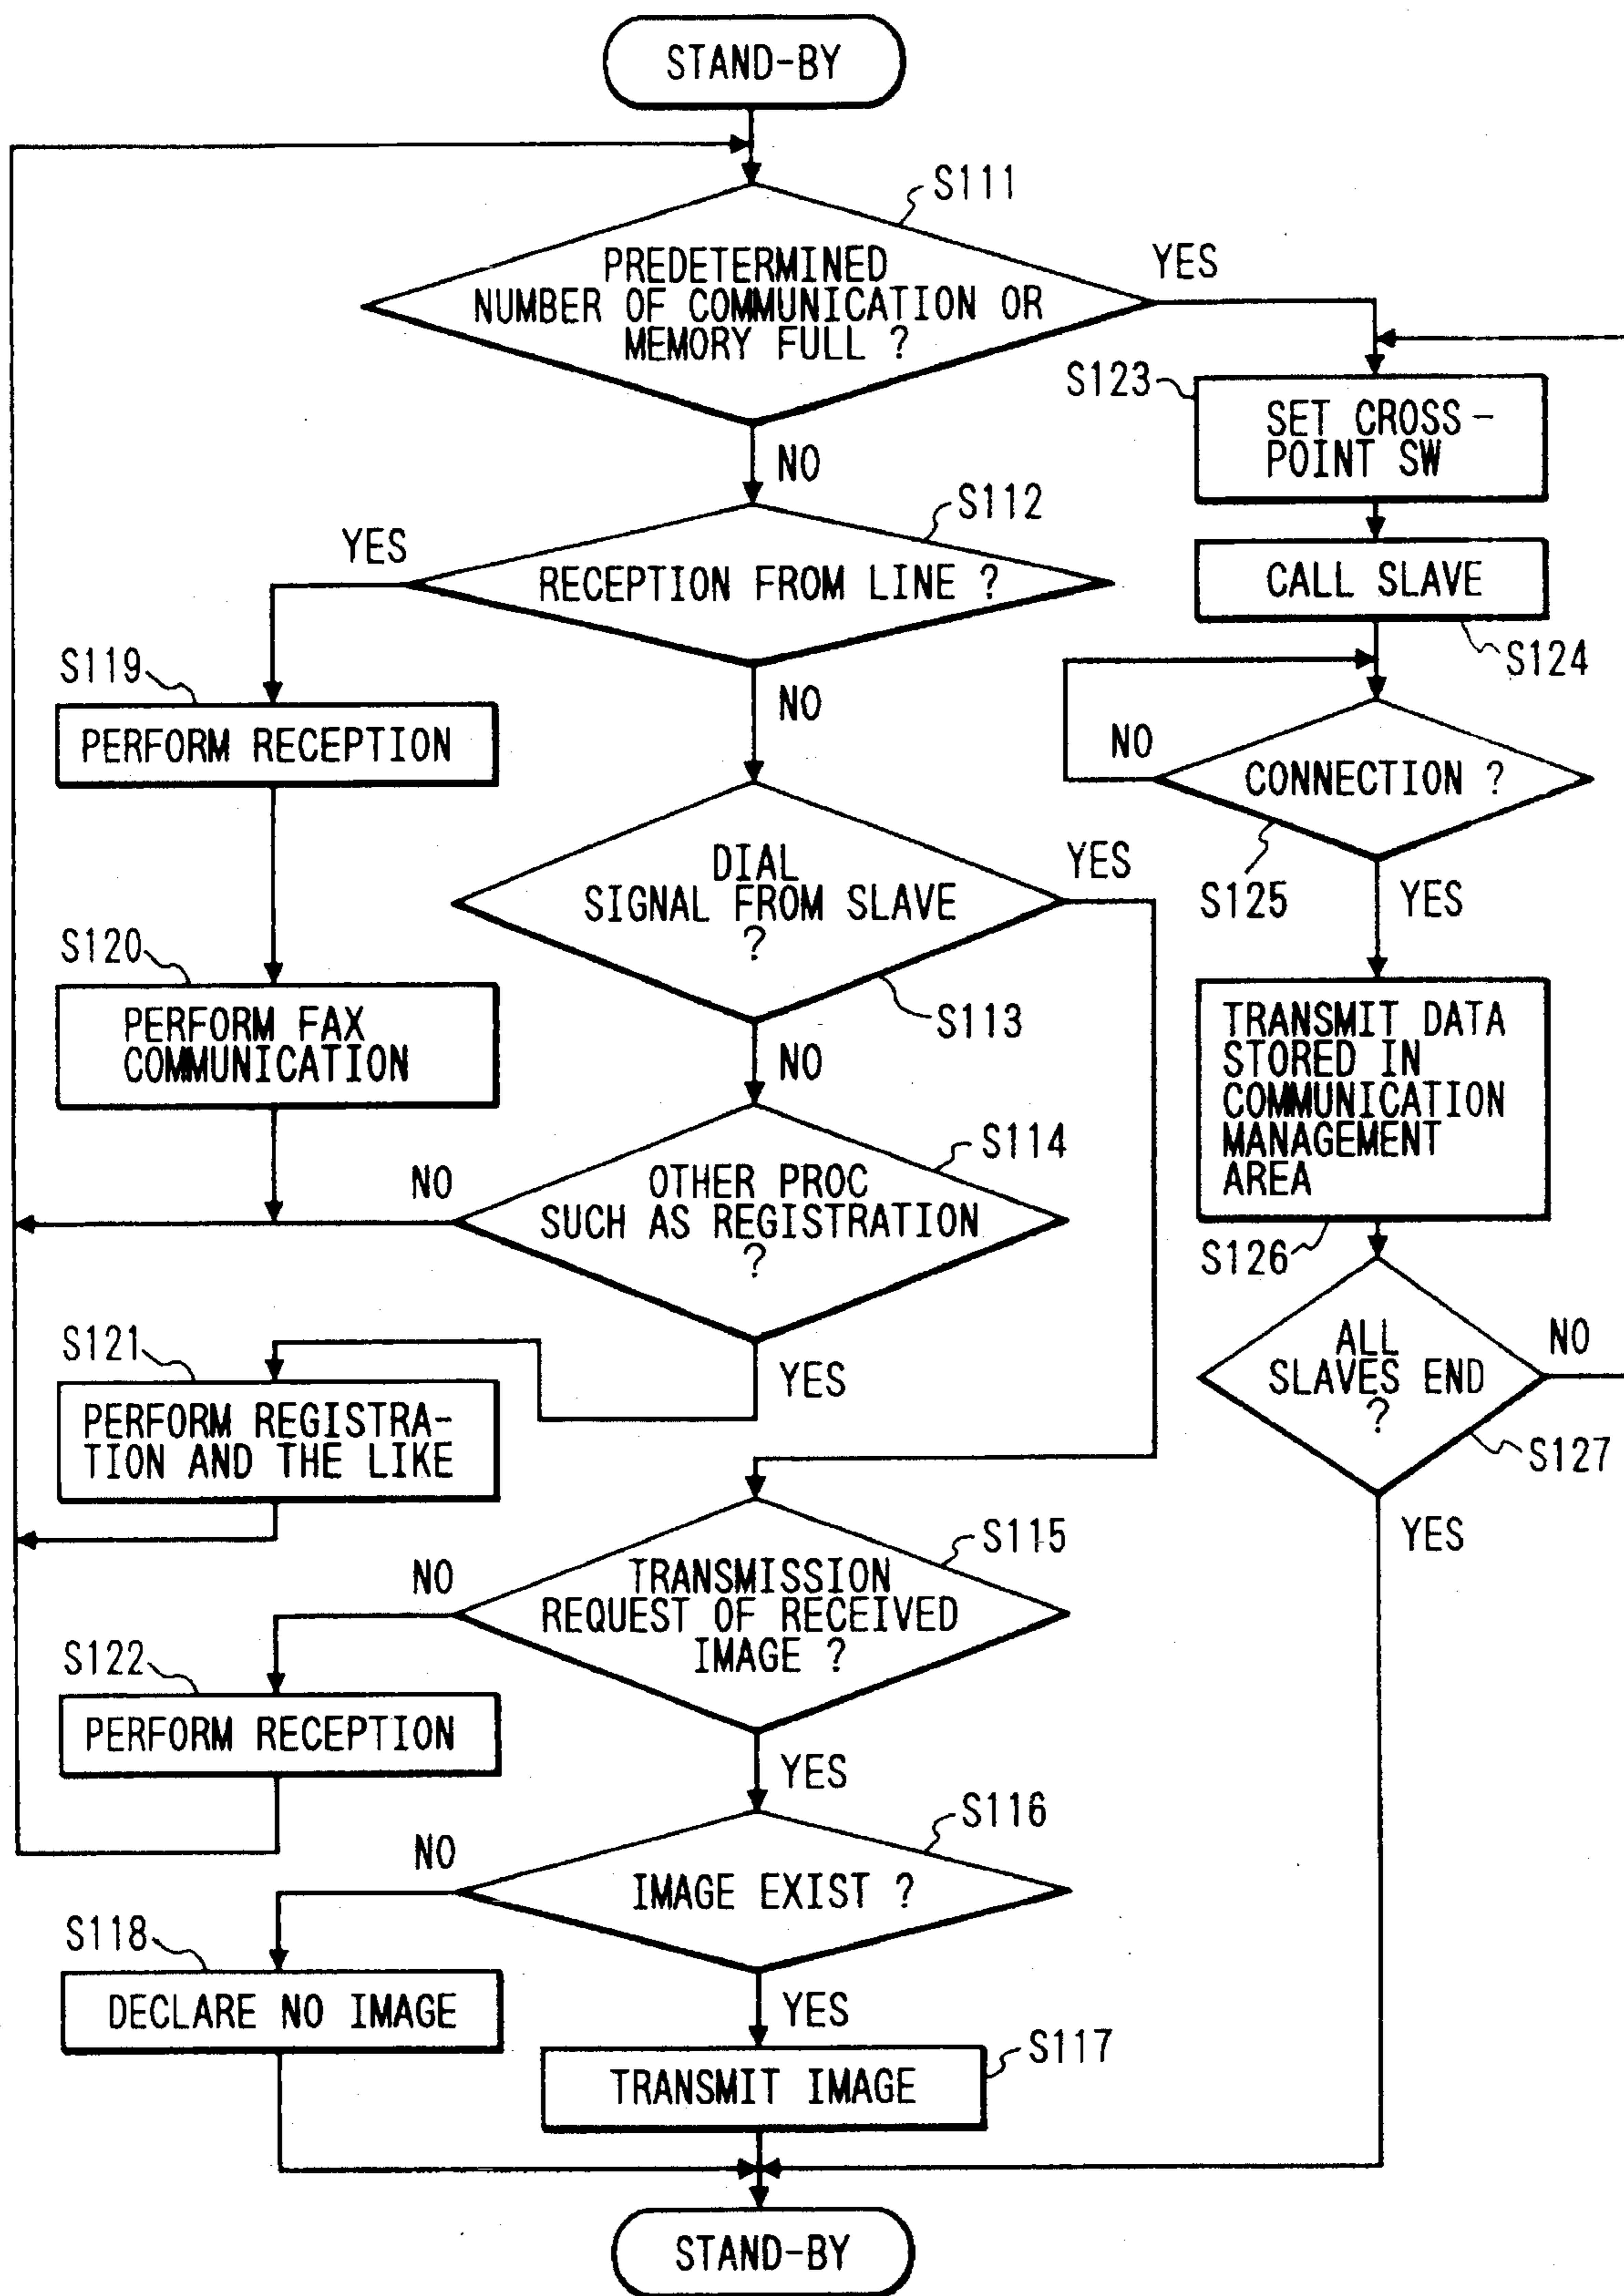 STAND-BY
S111
PREDETERMINED
NUMBER OF COMMUNICATION OR
MEMORY FULL ?
YES
NO
S123
SET CROSS-
POINT SW
S112
YES
RECEPTION FROM LINE ?
NO
CALL SLAVE
S124
S119
PERFORM RECEPTION
NO
CONNECTION ?
S125
YES
DIAL
SIGNAL FROM SLAVE
?
YES
S113
NO
S120
PERFORM FAX
COMMUNICATION
TRANSMIT DATA
STORED IN
COMMUNICATION
MANAGEMENT
AREA
S126
S114
NO
OTHER PROC
SUCH AS REGISTRATION
?
YES
ALL
SLAVES END
?
NO
S127
YES
S121
PERFORM REGISTRA-
TION AND THE LIKE
S115
NO
TRANSMISSION
REQUEST OF RECEIVED
IMAGE ?
YES
S122
PERFORM RECEPTION
S116
NO
IMAGE EXIST ?
YES
S118
DECLARE NO IMAGE
S117
TRANSMIT IMAGE
STAND-BY